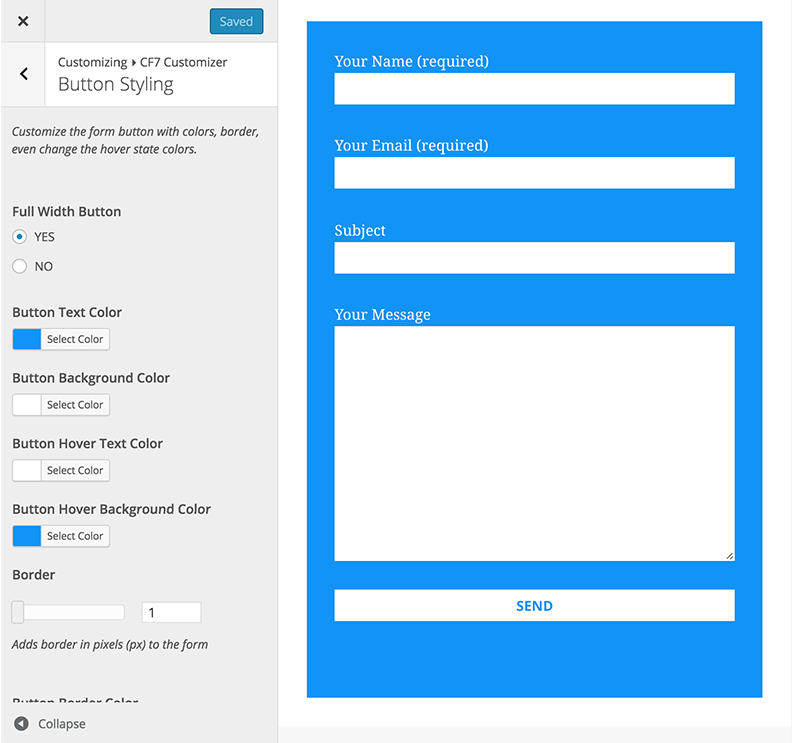 Saved
Customizing ▸ CF7 Customizer
Button Styling
Customize the form button with colors, border,
even change the hover state colors.
Full Width Button
YES
NO
Button Text Color
Select Color
Button Background Color
Select Color
Button Hover Text Color
Select Color
Button Hover Background Color
Select Color
Border
1
Adds border in pixels (px) to the form
Button Border Color
Collapse
Your Name (required)
Your Email (required)
Subject
Your Message
SEND